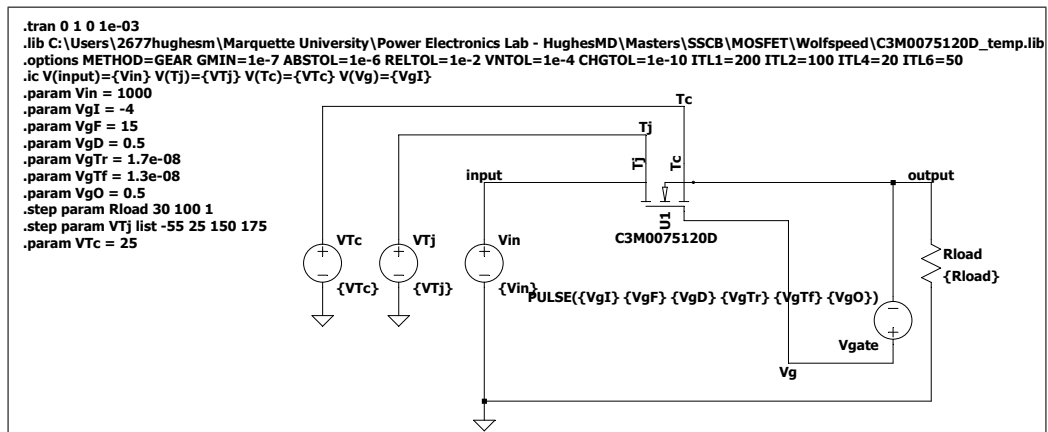 .tran 0 1 0 1e-03
.lib C:\Users\2677hughesm\Marquette University\Power Electronics Lab - HughesMD\Masters\SSCB\MOSFET\Wolfspeed\C3M0075120D_temp.lib
.options METHOD=GEAR GMIN=1e-7 ABSTOL=1e-6 RELTOL=1e-2 VNTOL=1e-4 CHGTOL=1e-10 ITL1=200 ITL2=100 ITL4=20 ITL6=50
.ic V(input)={Vin} V(Tj)={VTj} V(Tc)={VTc} V(Vg)={VgI}
.param Vin = 1000
.param VgI = -4
.param VgF = 15
.param VgD = 0.5
.param VgTr = 1.7e-08
.param VgTf = 1.3e-08
.param VgO = 0.5
.step param Rload 30 100 1
.step param VTj list -55 25 150 175
.param VTc = 25
Tc
Tj
Tj
Tc
input
output
U1
C3M0075120D
VTc
VTj
Vin
Rload
{Rload}
{VTc}
{VTj}
{Vin}
PULSE({VgI} {VgF} {VgD} {VgTr} {VgTf} {VgO})
Vgate
Vg